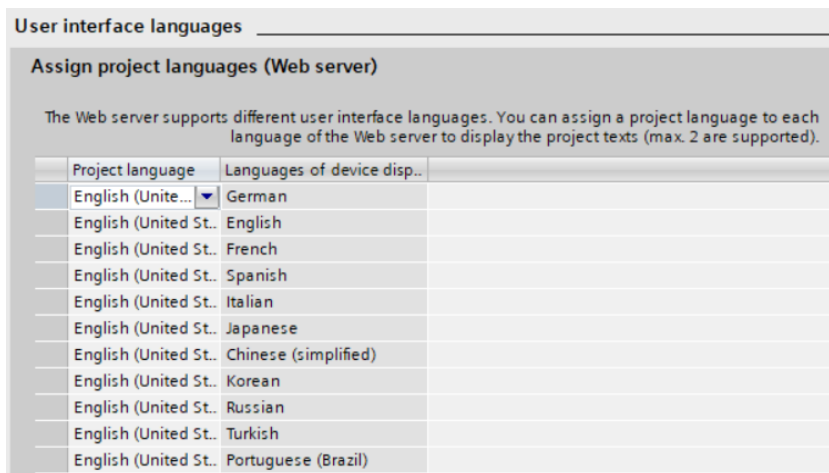 User interface languages
Assign project languages (Web server)
The Web server supports different user interface languages. You can assign a project language to each
language of the Web server to display the project texts (max. 2 are supported).
Project language Languages of device disp..
English (Unite... German
English (United St.. English
English (United St.. French
English (United St.. Spanish
English (United St.. Italian
English (United St.. Japanese
English (United St.. Chinese (simplified)
English (United St.. Korean
English (United St.. Russian
English (United St.. Turkish
English (United St.. Portuguese (Brazil)